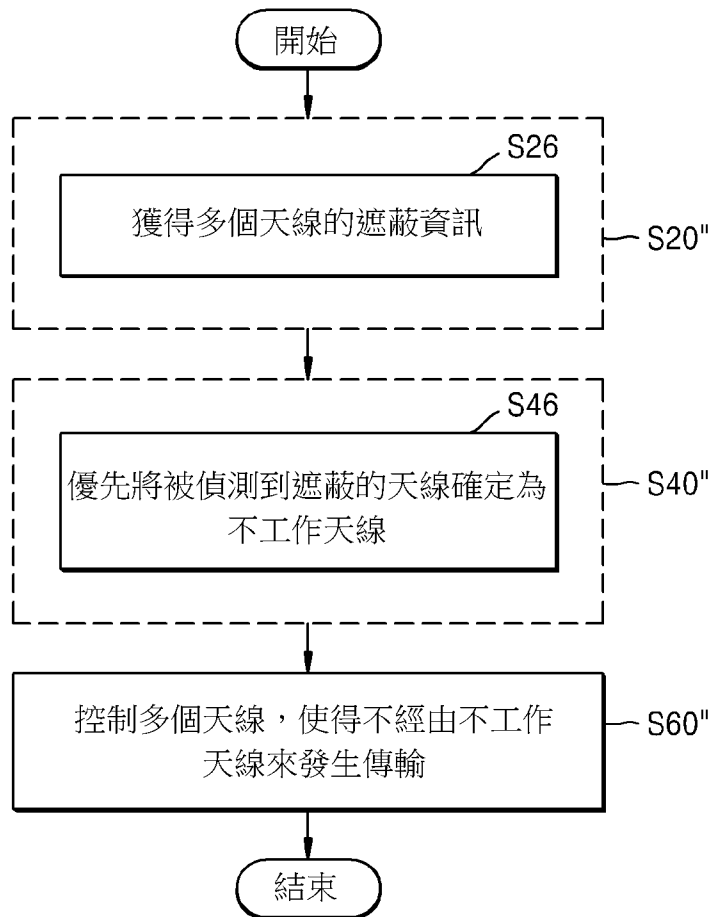 開始
S26
獲得多個天線的遮蔽資訊
S20"
S46
優先將被偵測到遮蔽的天線確定為
不工作天線
S40"
控制多個天線，使得不經由不工作
天線來發生傳輸
S60"
結束